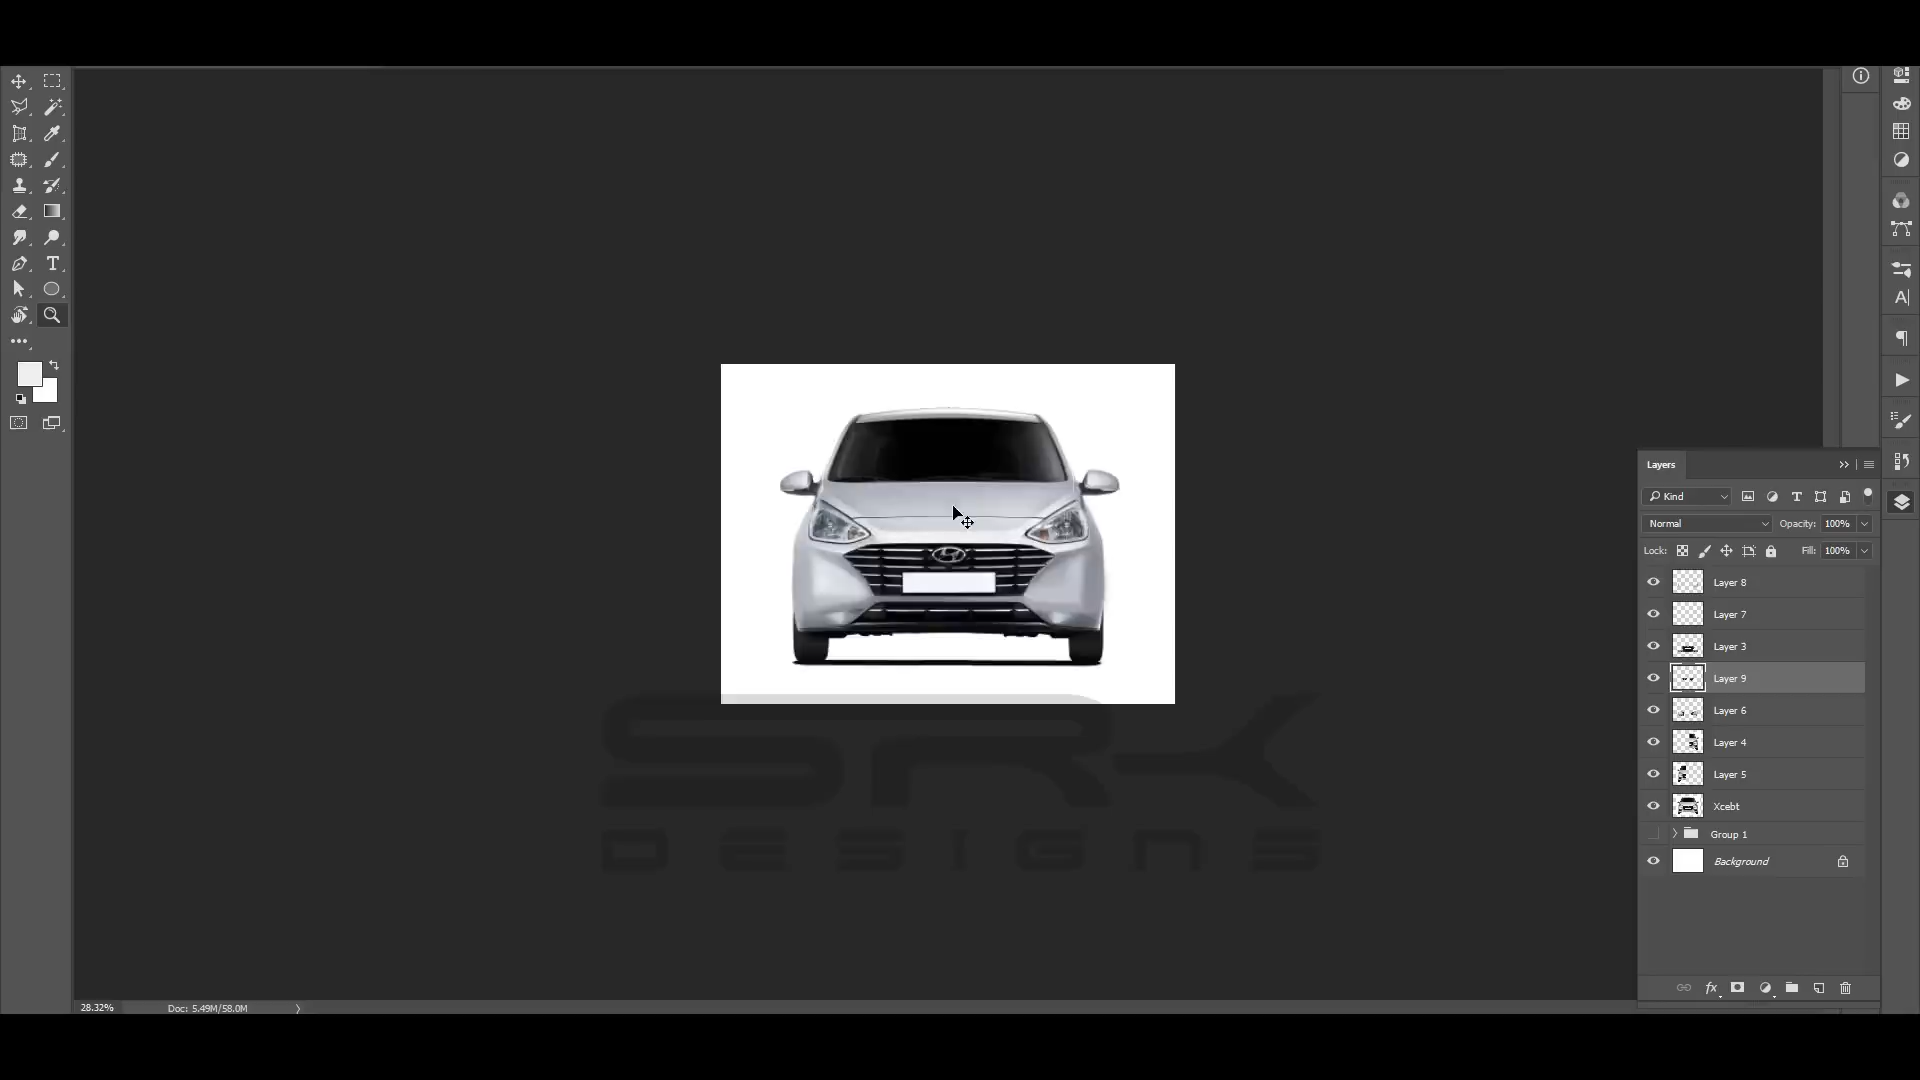 Layers
Kind
Normal
Opacity: 100%
Lock:
Fill: 100%
Layer 8
Layer 7
Layer 3
Layer 9
Layer 6
Layer 4
Layer 5
Xcebt
Group 1
Background
SRK
DESIGNS
28.32%
Doc: 5.49M/58.0M